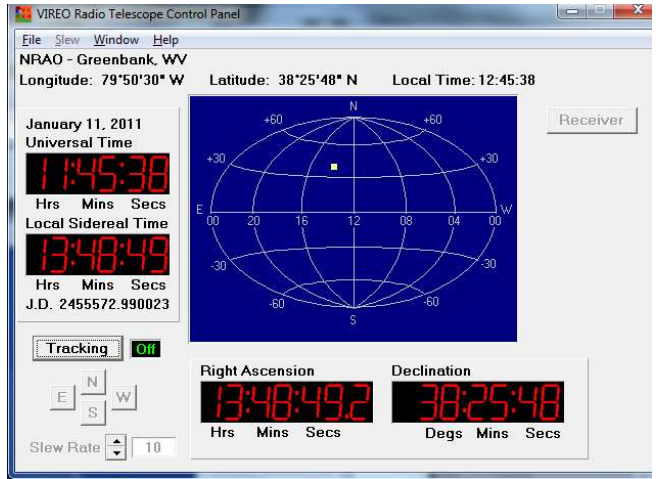 VIREO Radio Telescope Control Panel
File Slew Window Help
NRAO - Greenbank, WV
Longitude: 79°50'30" W Latitude: 38°25'48" N Local Time: 12:45:38
January 11, 2011
Universal Time
11:45:38
Hrs Mins Secs
Local Sidereal Time
13:48:49
Hrs Mins Secs
J.D. 2455572.990023
N
+60 +60
+30 +30
E W
00 20 16 12 08 04 00
-30 -30
-60 -60
S
Receiver
Tracking Off
N
E W
S
Slew Rate 10
Right Ascension
13:48:49.2
Hrs Mins Secs
Declination
38:25:48
Degs Mins Secs